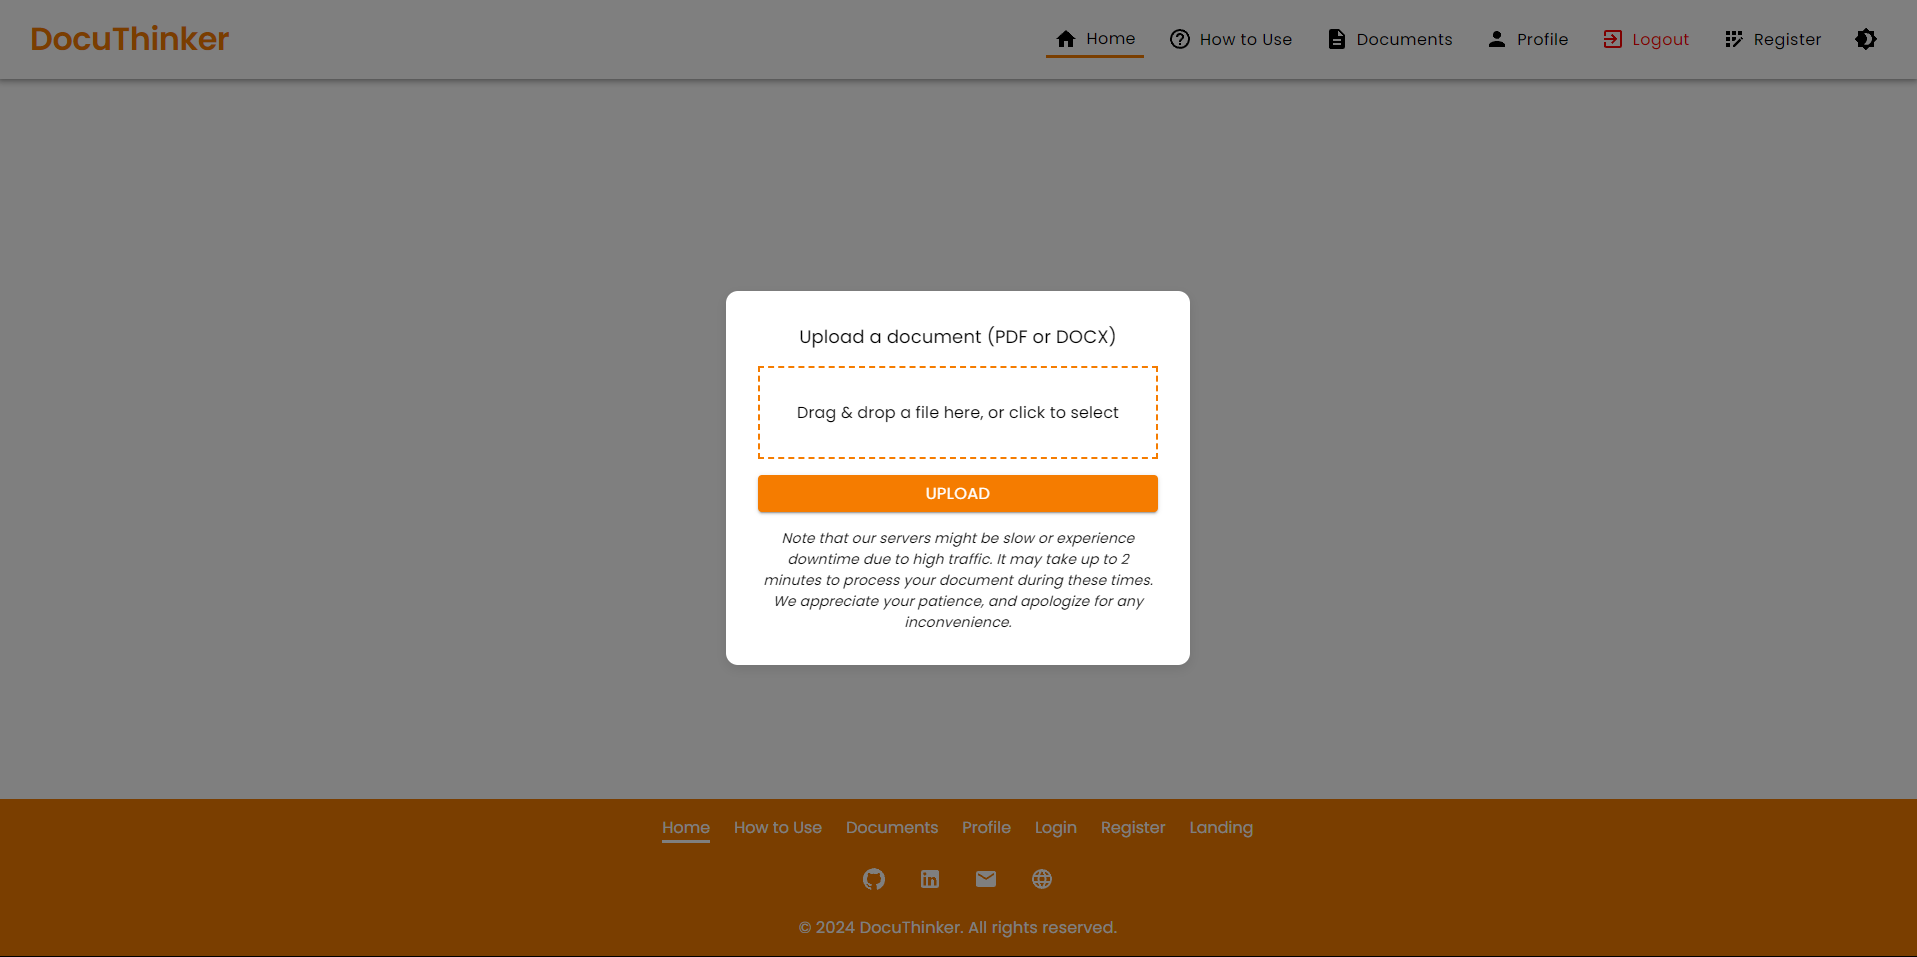 DocuThinker
Home
How to Use
Documents
Profile
Logout
Register
Upload a document (PDF or DOCX)
Drag & drop a file here, or click to select
UPLOAD
Note that our servers might be slow or experience
downtime due to high traffic. It may take up to 2
minutes to process your document during these times.
We appreciate your patience, and apologize for any
inconvenience.
Home
How to Use
Documents
Profile
Login
Register
Landing
© 2024 DocuThinker. All rights reserved.